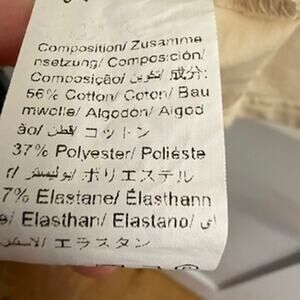 Composition/ Zusamme
nsetzung/ Composición/
Composição/ تكوين/ 成分:
56% Cotton/ Coton/ Bau
mwolle/ Algodón/ Algod
ão/ قطن/ コットン
37% Polyester/ Polieste
r/ بوليستر/ ポリエステル
7% Elastane/ Élasthann
e/ Elasthan/ Elastano/
エラスタン